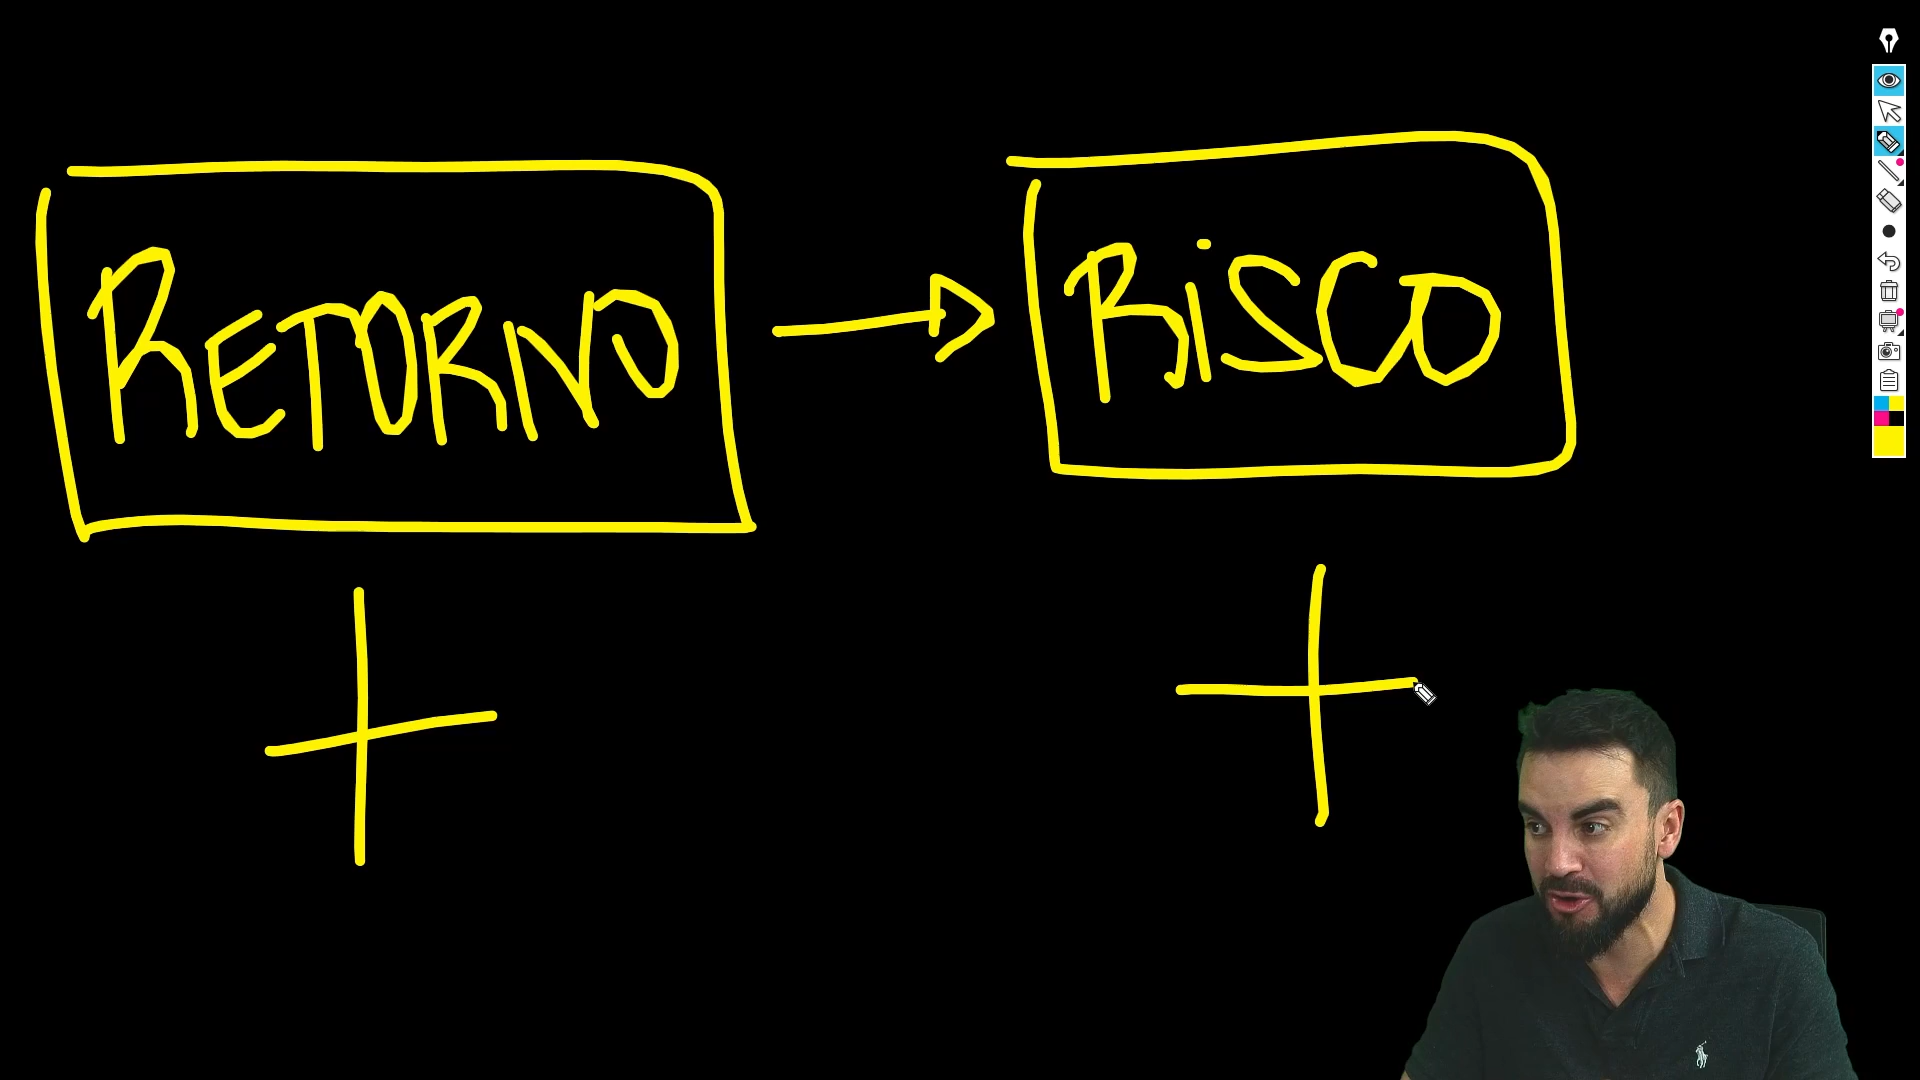 RETORNO → RiSCO
+ +